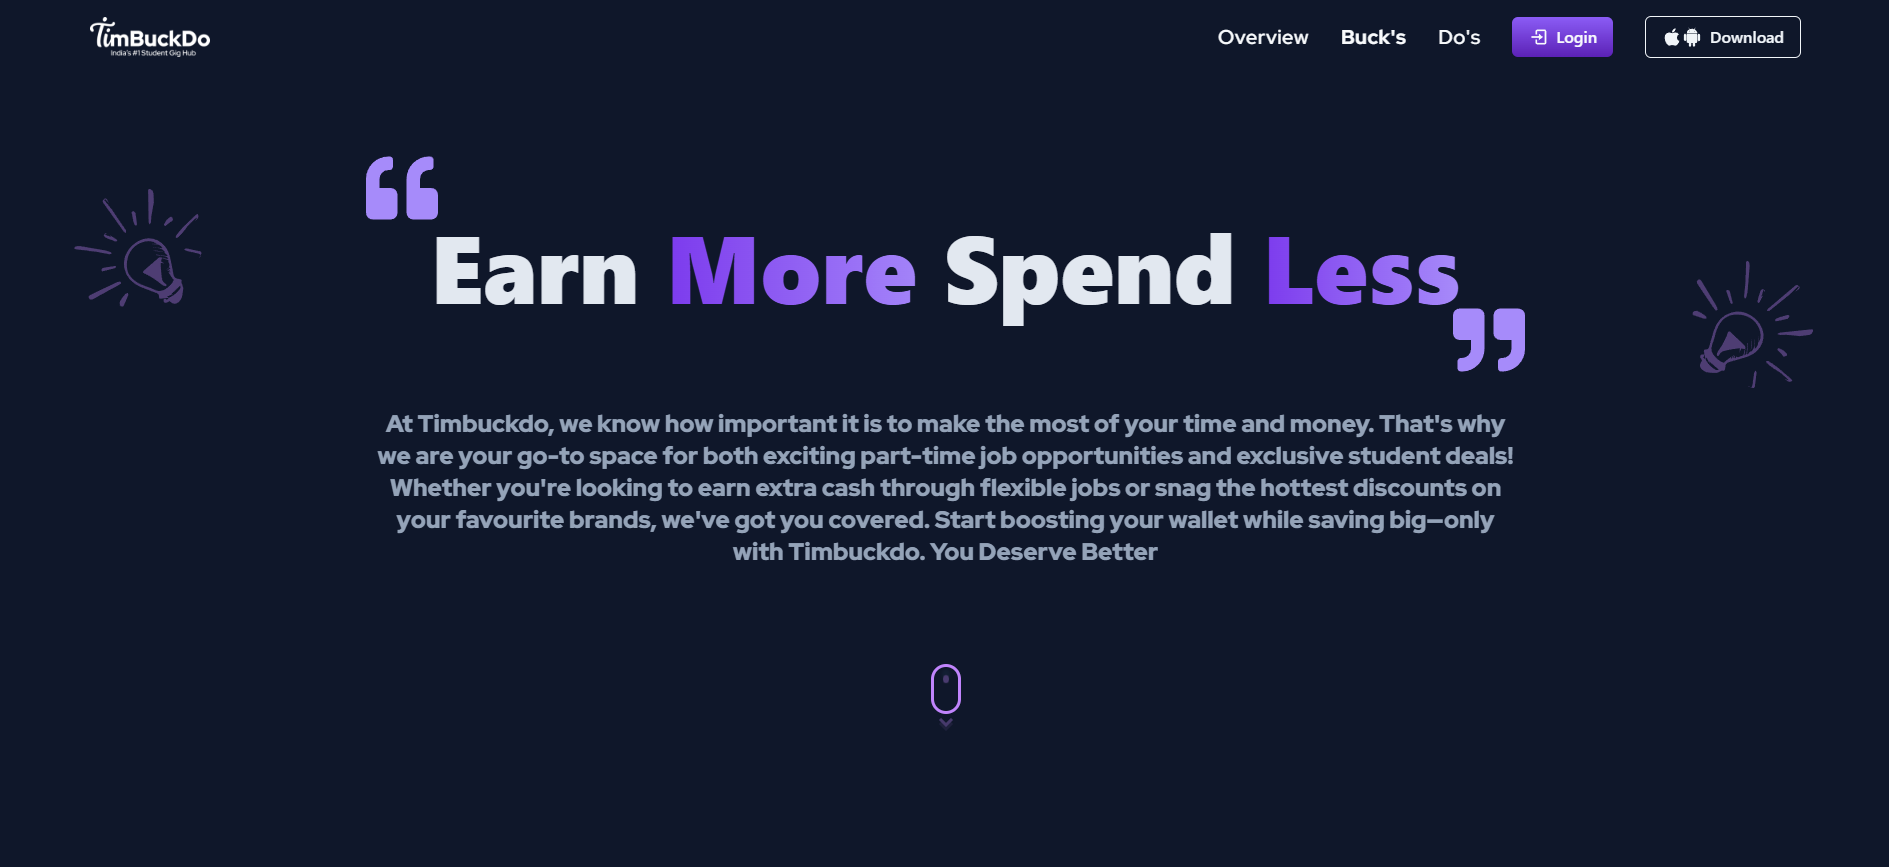 TimBuckDo
India's #1 Student Gig Hub
Overview
Buck's
Do's
Login
Download
“
Earn More Spend Less
”
At Timbuckdo, we know how important it is to make the most of your time and money. That's why
we are your go-to space for both exciting part-time job opportunities and exclusive student deals!
Whether you're looking to earn extra cash through flexible jobs or snag the hottest discounts on
your favourite brands, we've got you covered. Start boosting your wallet while saving big—only
with Timbuckdo. You Deserve Better